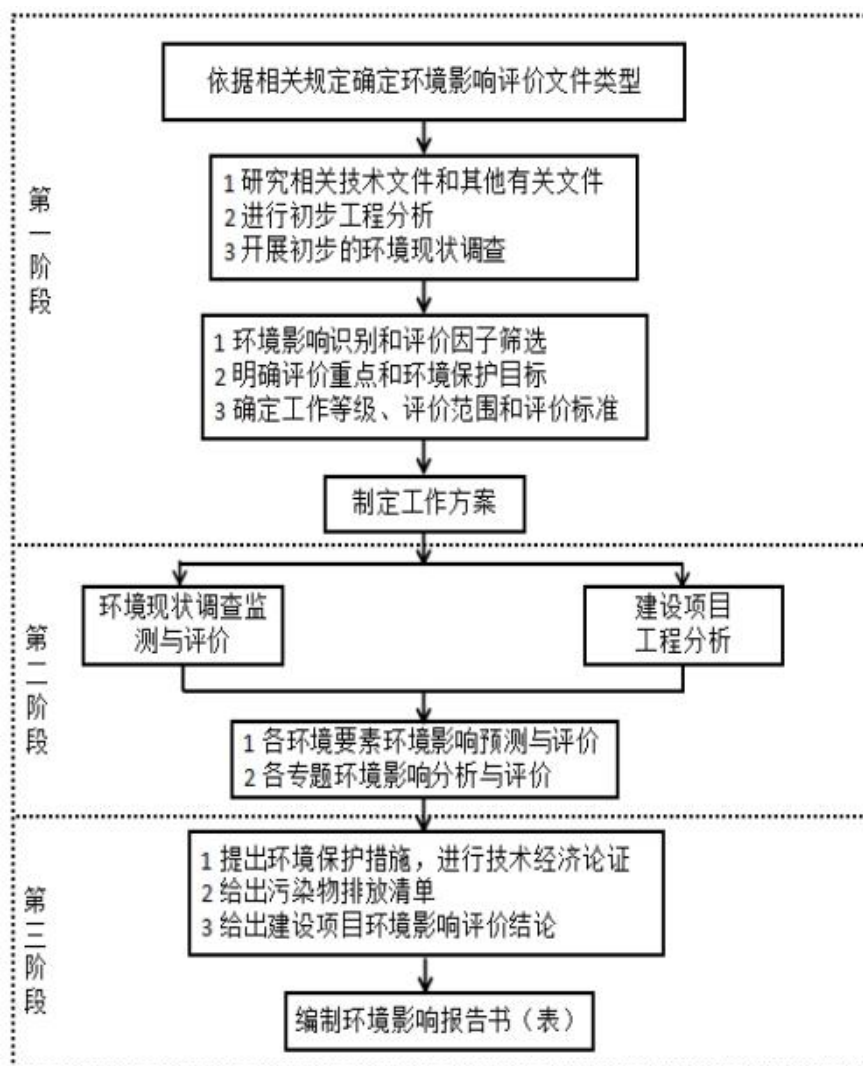 依据相关规定确定环境影响评价文件类型
第一阶段
1 研究相关技术文件和其他有关文件
2 进行初步工程分析
3 开展初步的环境现状调查
1 环境影响识别和评价因子筛选
2 明确评价重点和环境保护目标
3 确定工作等级、评价范围和评价标准
制定工作方案
第二阶段
环境现状调查监
测与评价
建设项目
工程分析
1 各环境要素环境影响预测与评价
2 各专题环境影响分析与评价
第三阶段
1 提出环境保护措施，进行技术经济论证
2 给出污染物排放清单
3 给出建设项目环境影响评价结论
编制环境影响报告书（表）